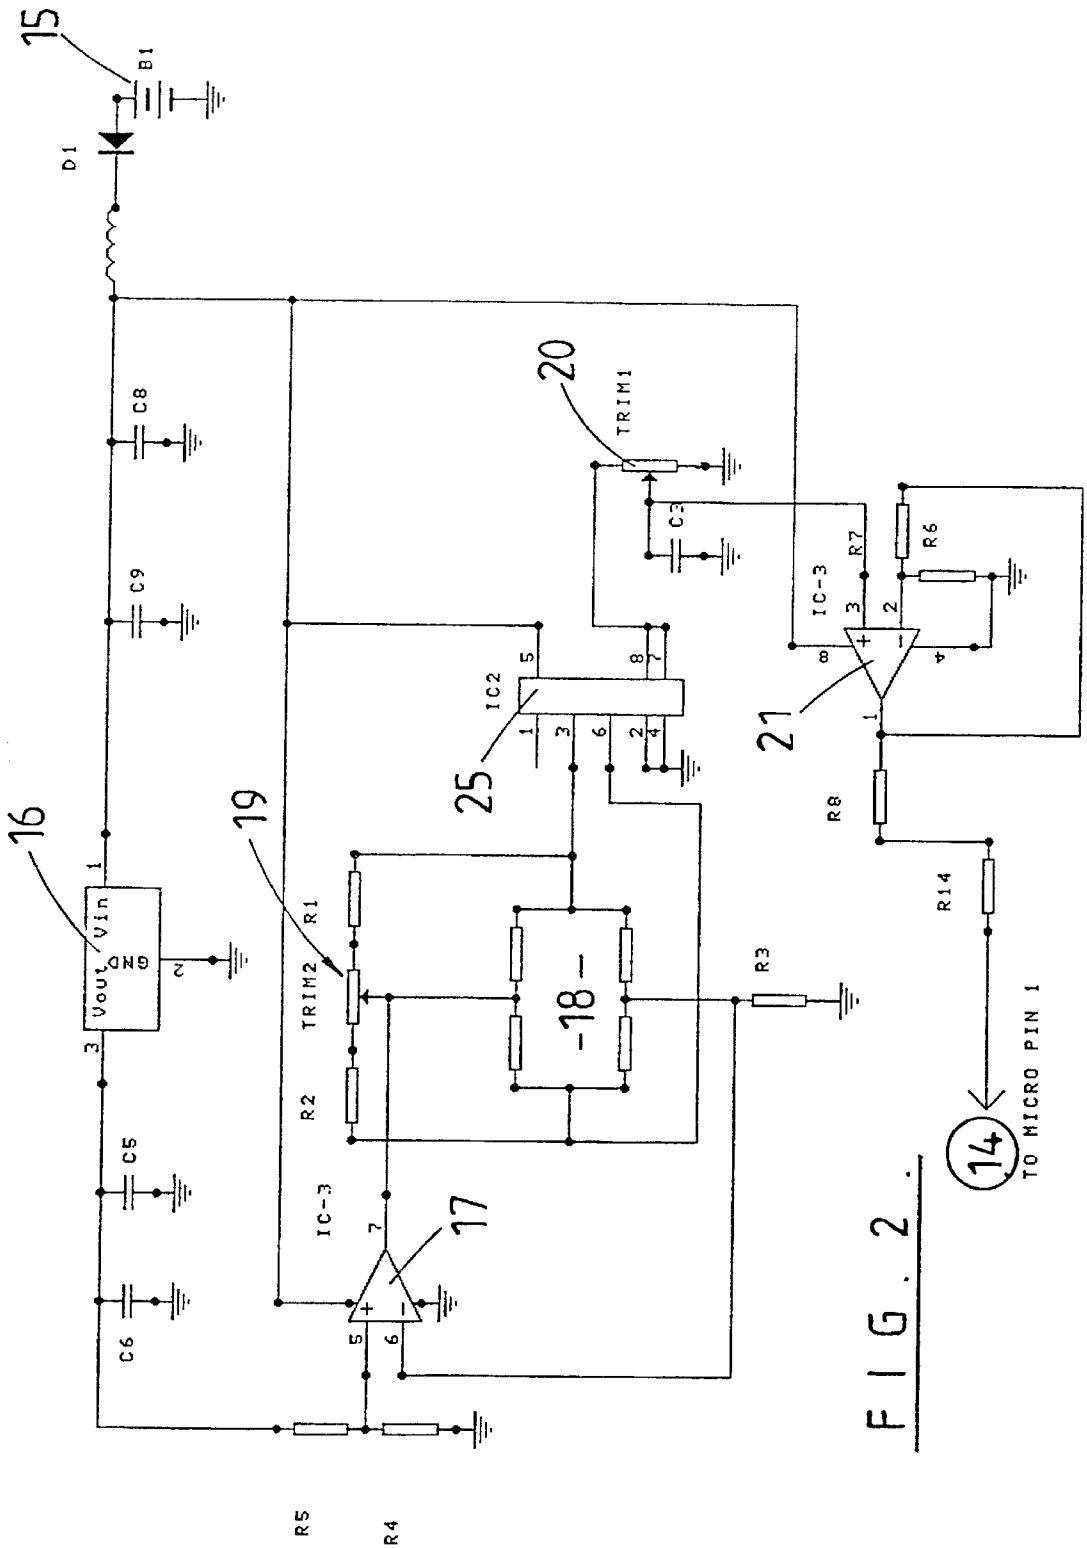 15
B1
D1
C8
C9
16
1
Vin
Vout
GND
2
3
C5
C6
R5
R4
19
R1
TRIM2
R2
IC-3
7
17
5
+
6
-
-18-
R3
20
TRIM1
C3
IC2
25
5
8
7
1
3
6
2
4
R7
R6
IC-3
3
+
2
-
8
4
21
1
R8
R14
14
TO MICRO PIN 1
FIG. 2.